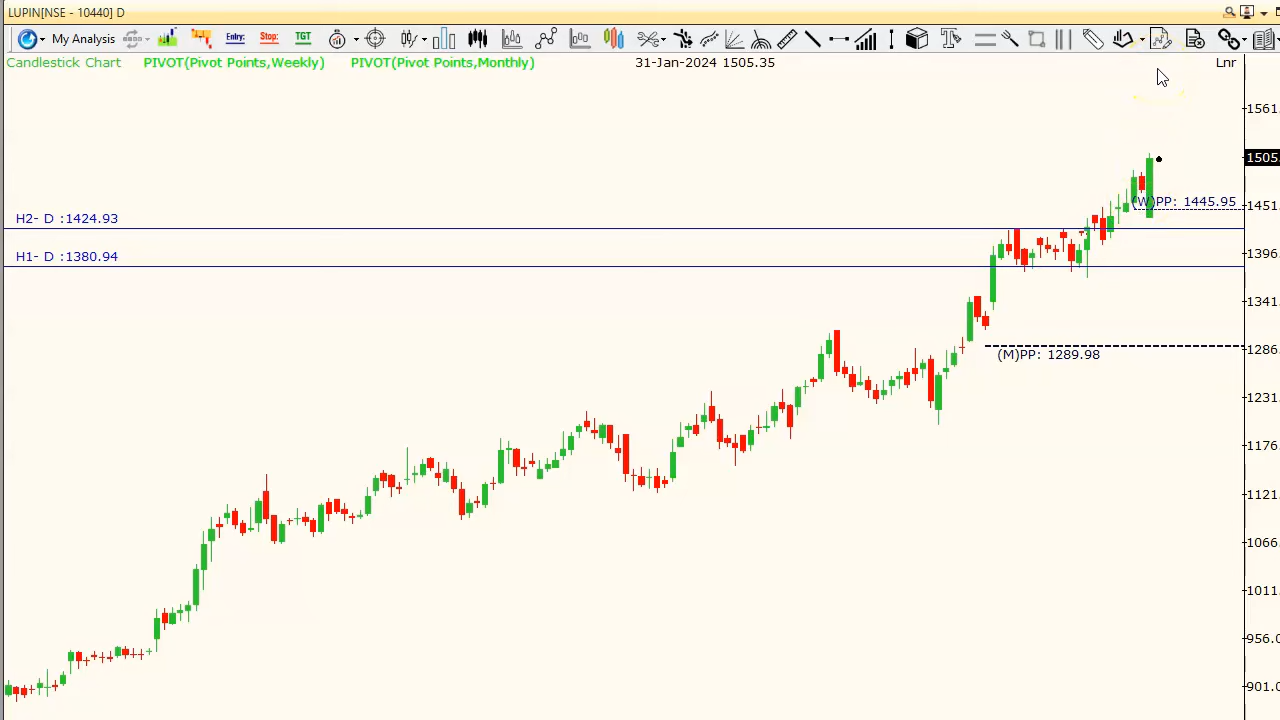 LUPIN[NSE - 10440] D
My Analysis Entry: Stop: TGT
Candlestick Chart PIVOT(Pivot Points,Weekly) PIVOT(Pivot Points,Monthly) 31-Jan-2024 1505.35 Lnr
1561.
1505.
(W)PP: 1445.95
1451.
H2- D :1424.93
H1- D :1380.94
1396.
1341.
1286.
(M)PP: 1289.98
1231.
1176.
1121.
1066.
1011.
956.0
901.0